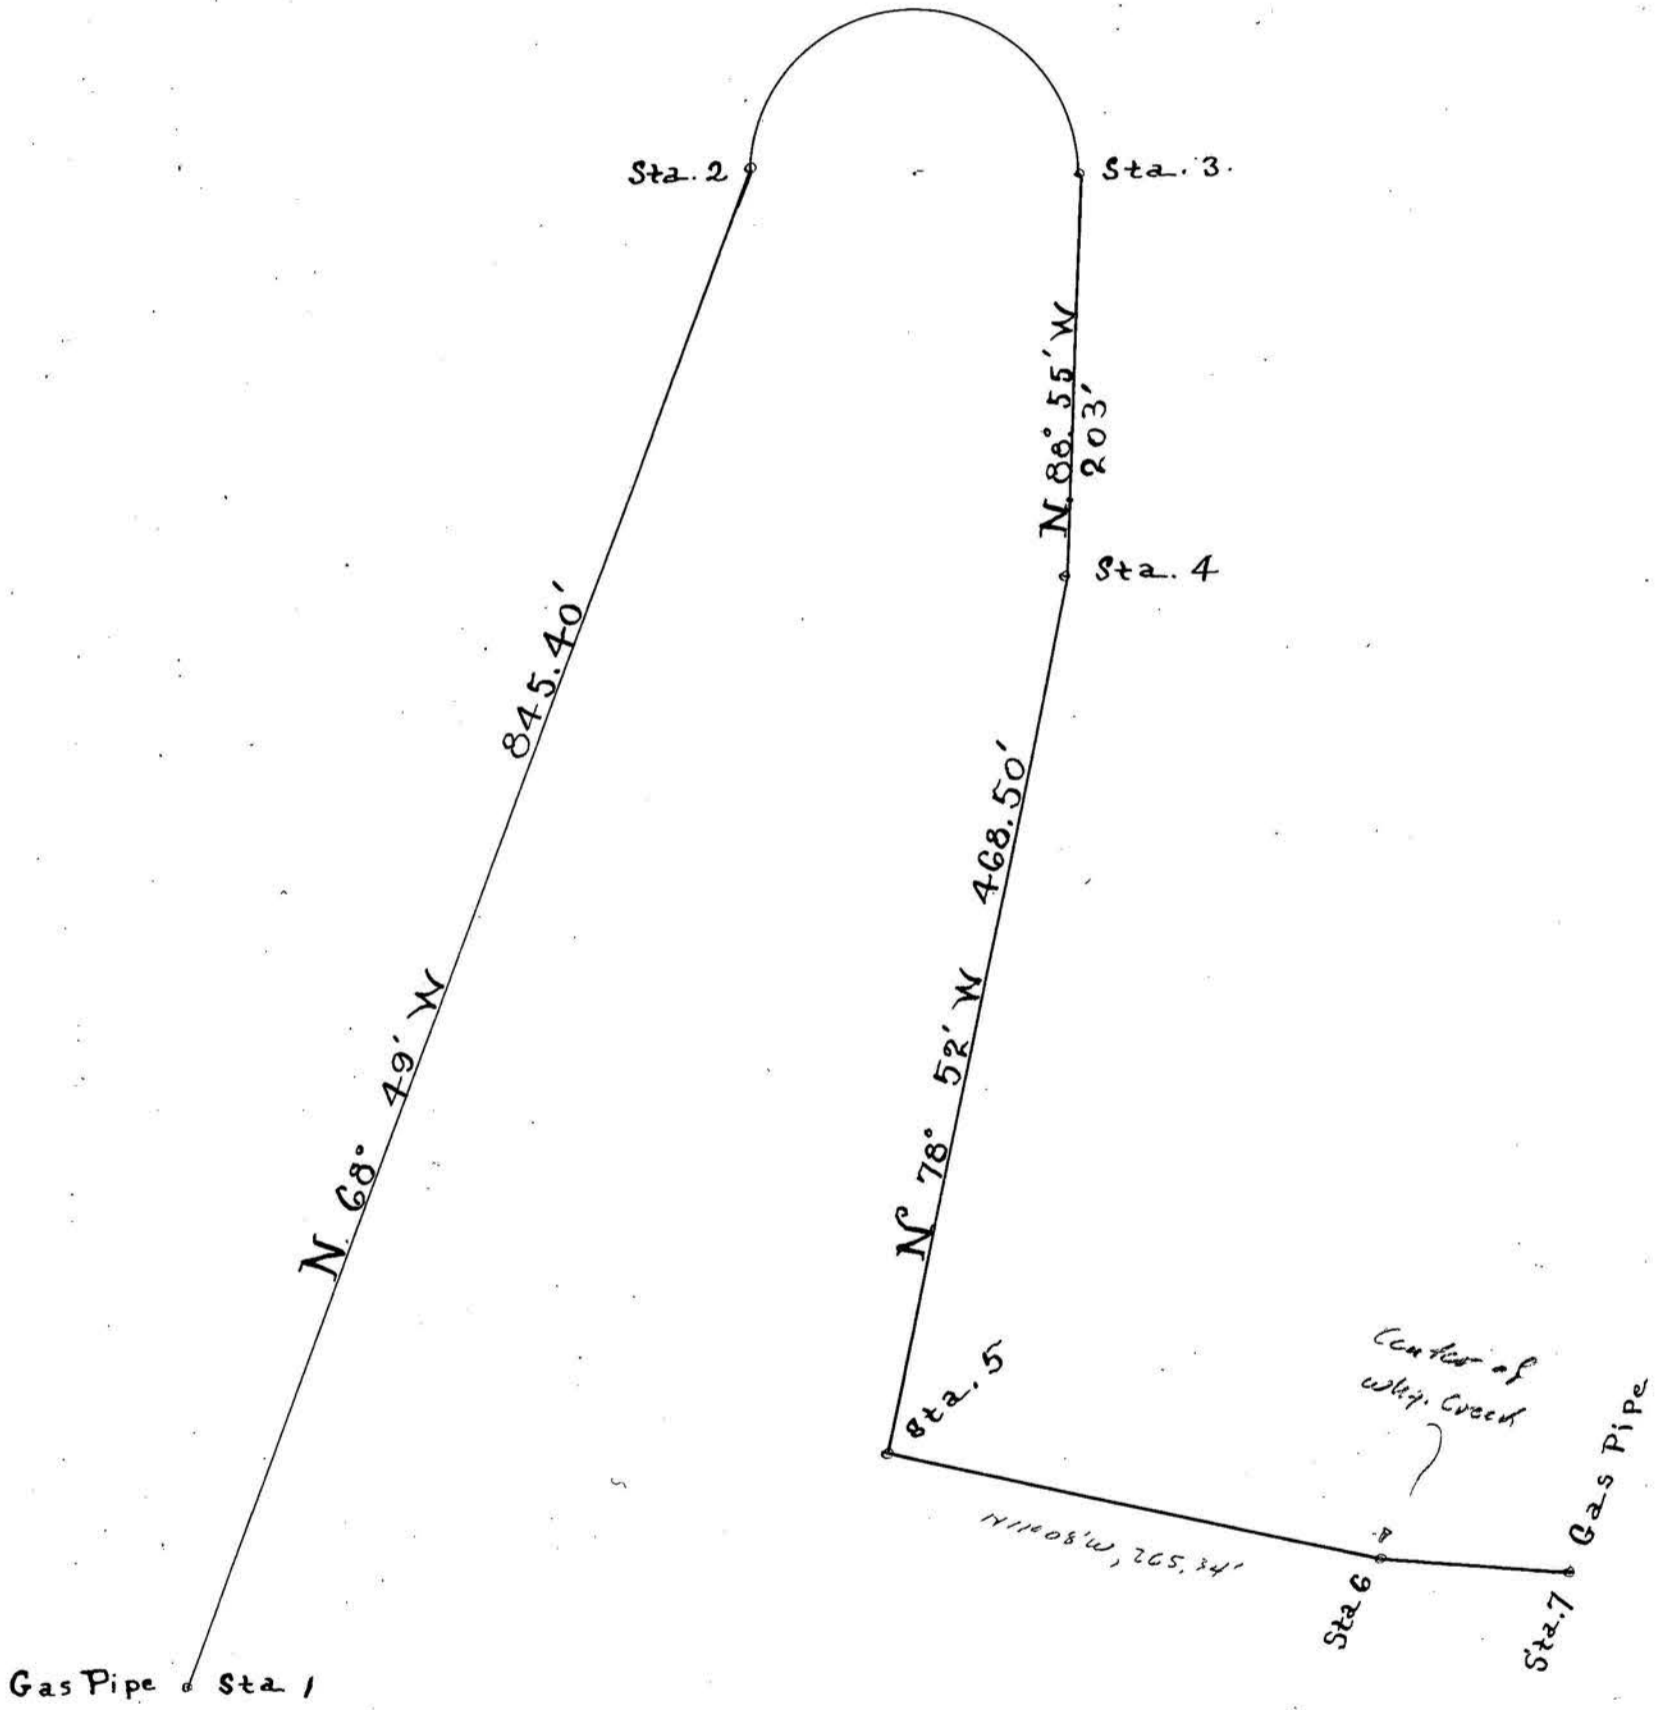 Sta. 2
Sta. 3.
N. 88° 55' W
203'
Sta. 4
845.40'
N. 68° 49' W
468.50'
N 78° 52' W
Sta. 5
Center of
Creek
Gas Pipe
N 11°08'W, 265.34'
Sta 6
Sta. 7
Gas Pipe
Sta 1